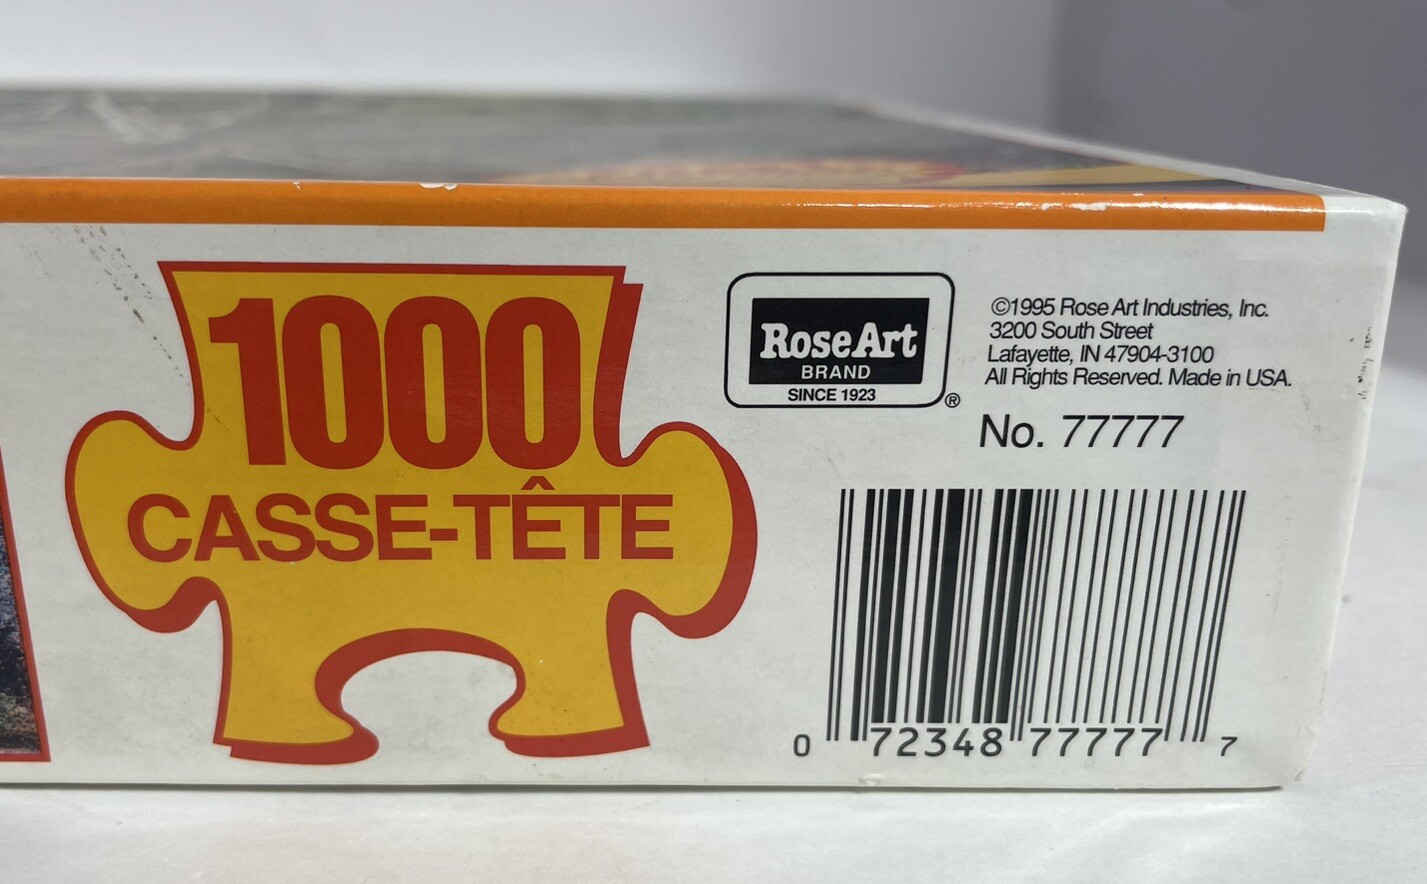 1000
CASSE-TÊTE
RoseArt
BRAND
SINCE 1923
®
©1995 Rose Art Industries, Inc.
3200 South Street
Lafayette, IN 47904-3100
All Rights Reserved. Made in USA.
No. 77777
0 72348 77777 7